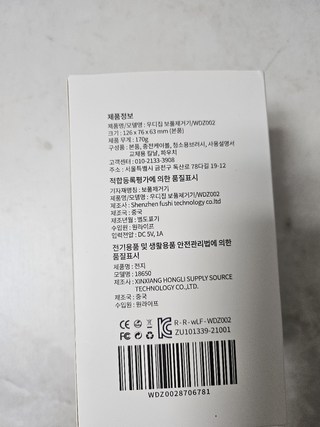 제품정보
제품명/모델명 : 우디집 보풀제거기/WDZ002
크기 : 126 x 76 x 63 mm (본품)
제품 무게 : 170g
구성품 : 본품, 충전케이블, 청소용브러시, 사용설명서
교체용 칼날, 파우치
고객센터 : 010-2133-3908
주소 : 서울특별시 금천구 독산로 78다길 19-12
적합등록평가에 의한 품질표시
기자재명칭 : 보풀제거기
제품명/모델명 : 우디집 보풀제거기/WDZ002
제조사 : Shenzhen fushi technology co.ltd
제조국 : 중국
제조년월 : 별도표기
수입원 : 원라이프
입력전압 : DC 5V, 1A
전기용품 및 생활용품 안전관리법에 의한
품질표시
제품명 : 전지
모델명 : 18650
제조사 : XINXIANG HONGLI SUPPLY SOURCE
TECHNOLOGY CO.,LTD.
제조국 : 중국
수입원 : 원라이프
R-R-wLF-WDZ002
ZU101339-21001
WDZ0028706781